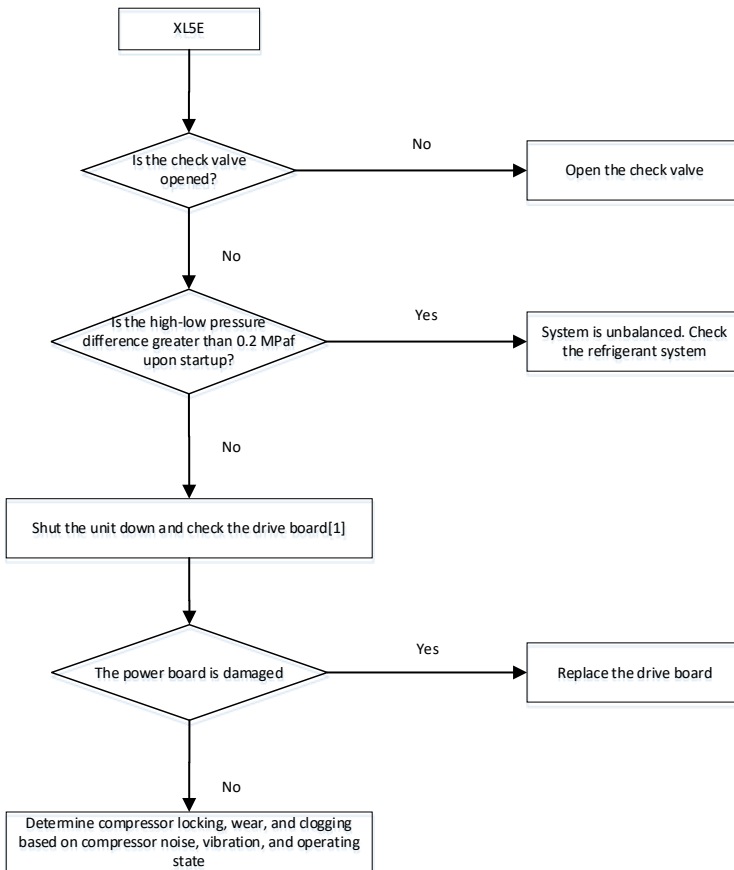 XL5E
Is the check valve
opened?
No
Open the check valve
No
Is the high-low pressure
difference greater than 0.2 MPaf
upon startup?
Yes
System is unbalanced. Check
the refrigerant system
No
Shut the unit down and check the drive board[1]
The power board is damaged
Yes
Replace the drive board
No
Determine compressor locking, wear, and clogging
based on compressor noise, vibration, and operating
state